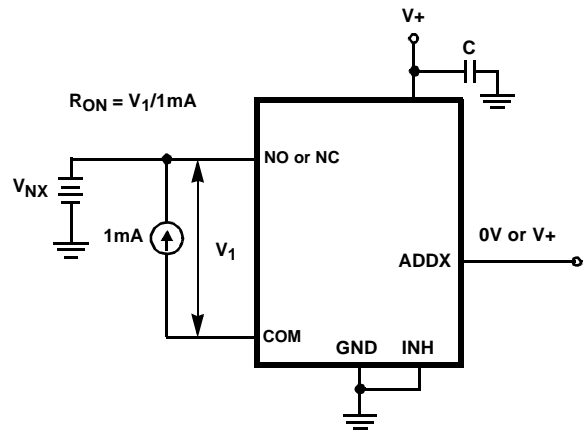 V+
C
RON = V1/1mA
NO or NC
VNX
1mA
V1
0V or V+
ADDX
COM
GND INH